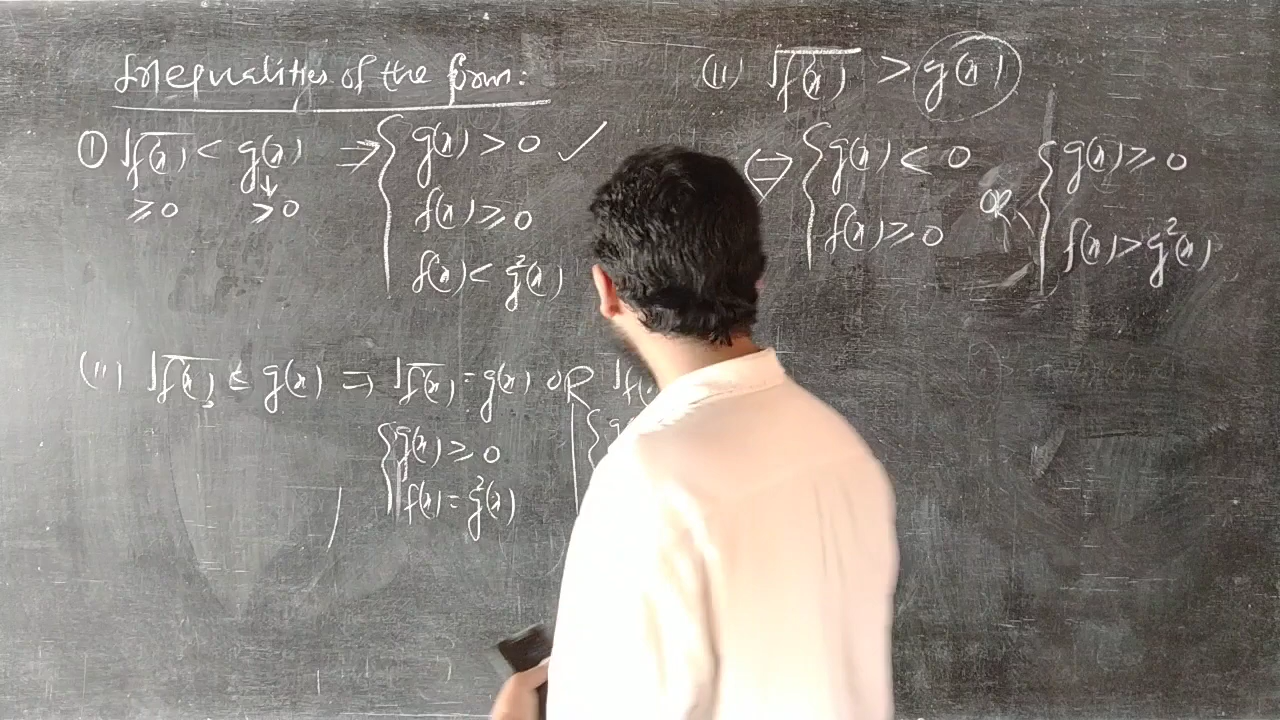 Inequalities of the form:
① √f(x) < g(x) ⇒ { g(x) > 0 ✓
≥0 ↓ >0
f(x) ≥ 0
f(x) < g²(x)
(ii) √f(x) ≤ g(x) ⇒ √f(x) = g(x) OR √f(x
{ g(x) ≥ 0 | { g
f(x) = g²(x)
(ii) √f(x) > g(x)
⇔ { g(x) < 0 OR { g(x) ≥ 0
f(x) ≥ 0
f(x) > g²(x)